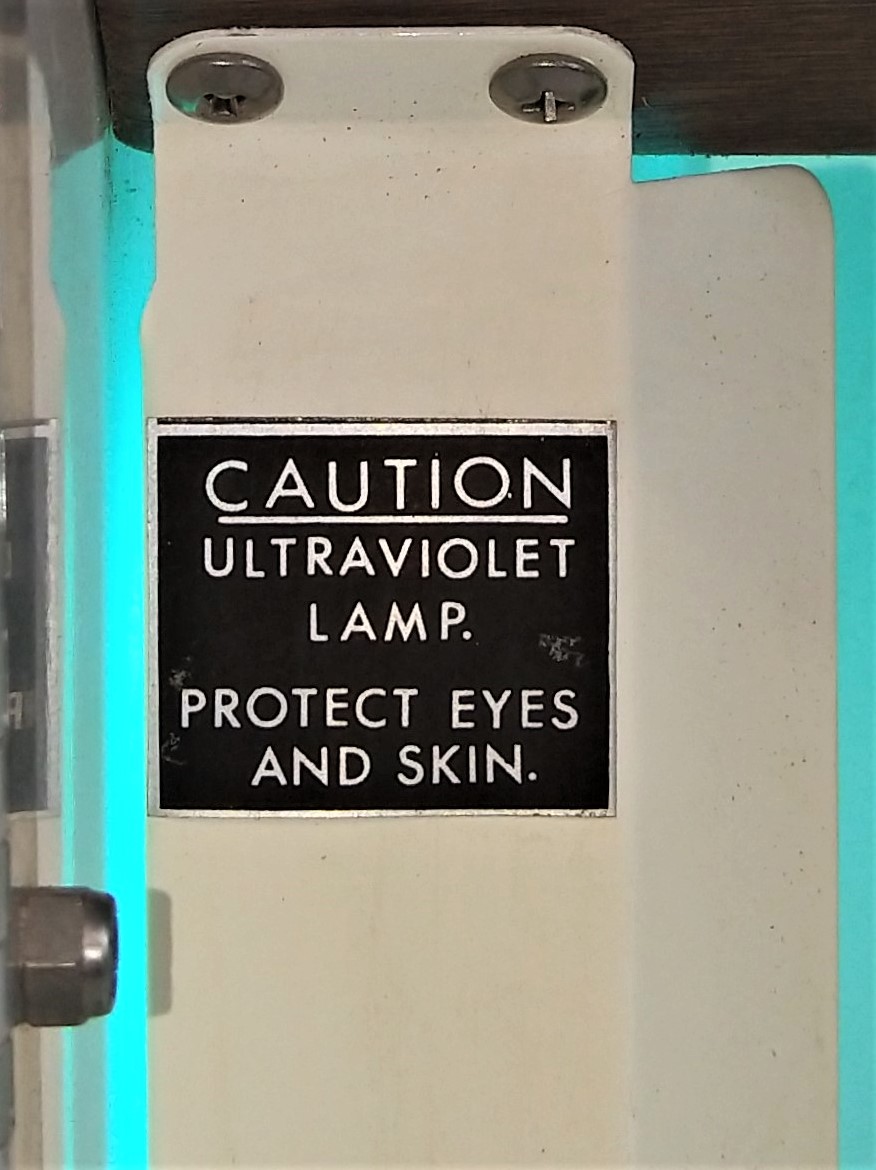 CAUTION
ULTRAVIOLET
LAMP.
PROTECT EYES
AND SKIN.